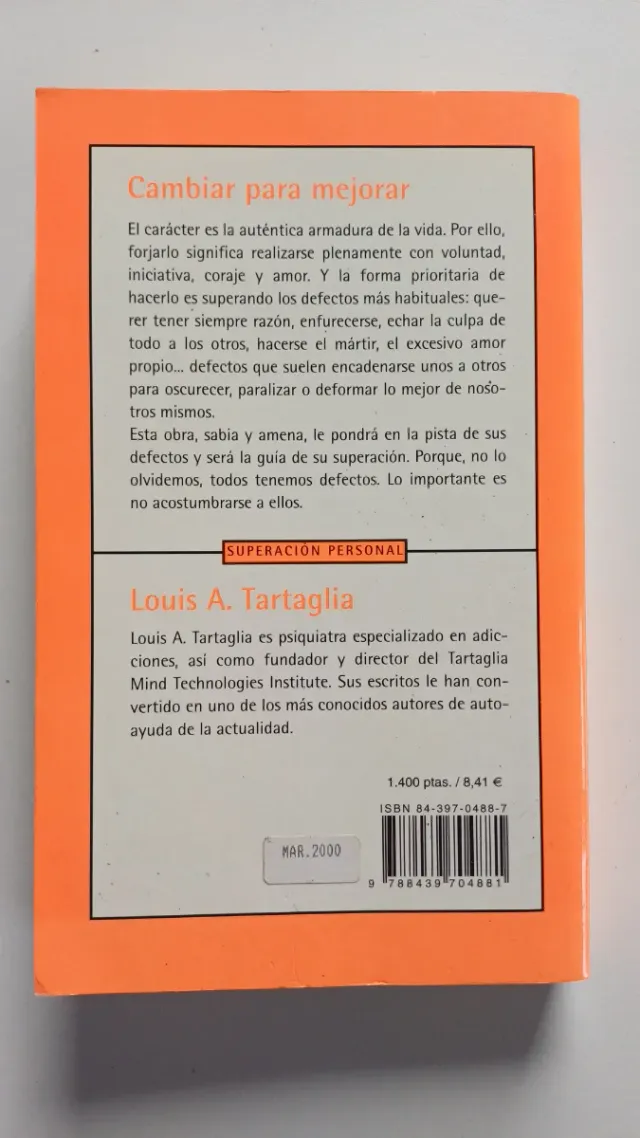 Cambiar para mejorar
El carácter es la auténtica armadura de la vida. Por ello,
forjarlo significa realizarse plenamente con voluntad,
iniciativa, coraje y amor. Y la forma prioritaria de
hacerlo es superando los defectos más habituales: que-
rer tener siempre razón, enfurecerse, echar la culpa de
todo a los otros, hacerse el mártir, el excesivo amor
propio... defectos que suelen encadenarse unos a otros
para oscurecer, paralizar o deformar lo mejor de noso-
tros mismos.
Esta obra, sabia y amena, le pondrá en la pista de sus
defectos y será la guía de su superación. Porque, no lo
olvidemos, todos tenemos defectos. Lo importante es
no acostumbrarse a ellos.
SUPERACIÓN PERSONAL
Louis A. Tartaglia
Louis A. Tartaglia es psiquiatra especializado en adic-
ciones, así como fundador y director del Tartaglia
Mind Technologies Institute. Sus escritos le han con-
vertido en uno de los más conocidos autores de auto-
ayuda de la actualidad.
1.400 ptas. / 8,41 €
ISBN 84-397-0488-7
MAR.2000
9 788439 704881